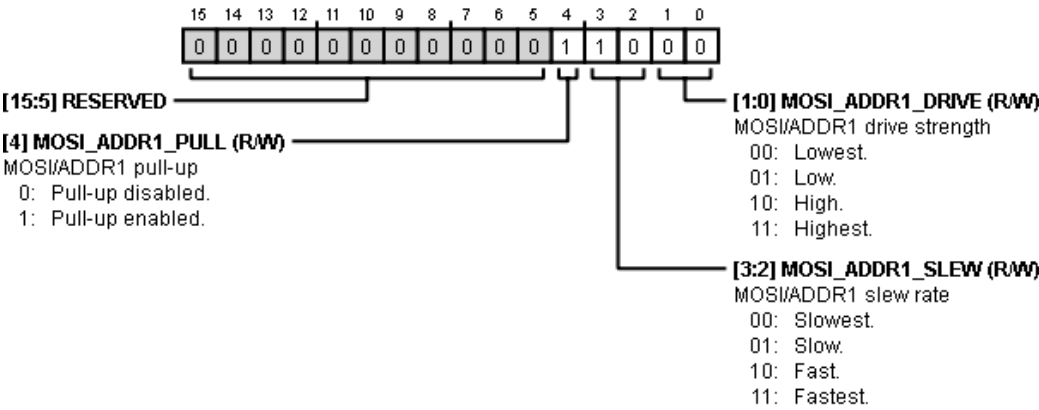 15 14 13 12 11 10 9 8 7 6 5 4 3 2 1 0
0 0 0 0 0 0 0 0 0 0 0 1 1 0 0 0
[15:5] RESERVED
[4] MOSI_ADDR1_PULL (R/W)
MOSI/ADDR1 pull-up
0: Pull-up disabled.
1: Pull-up enabled.
[1:0] MOSI_ADDR1_DRIVE (R/W)
MOSI/ADDR1 drive strength
00: Lowest.
01: Low.
10: High.
11: Highest.
[3:2] MOSI_ADDR1_SLEW (R/W)
MOSI/ADDR1 slew rate
00: Slowest.
01: Slow.
10: Fast.
11: Fastest.